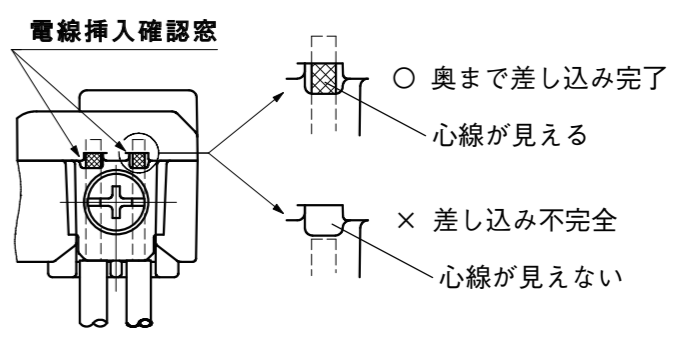 電線挿入確認窓
○ 奥まで差し込み完了
心線が見える
× 差し込み不完全
心線が見えない